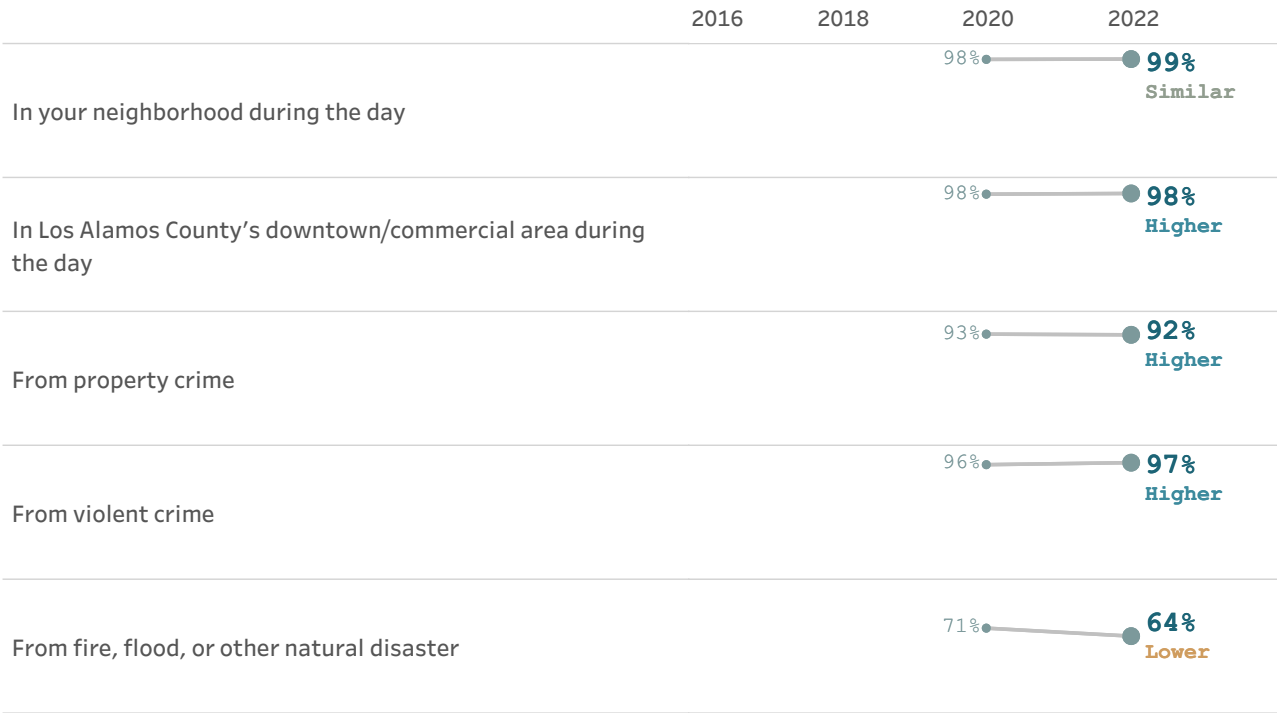 2016 2018 2020 2022
98% 99%
Similar
In your neighborhood during the day
98% 98%
Higher
In Los Alamos County’s downtown/commercial area during
the day
93% 92%
Higher
From property crime
96% 97%
Higher
From violent crime
71% 64%
Lower
From fire, flood, or other natural disaster